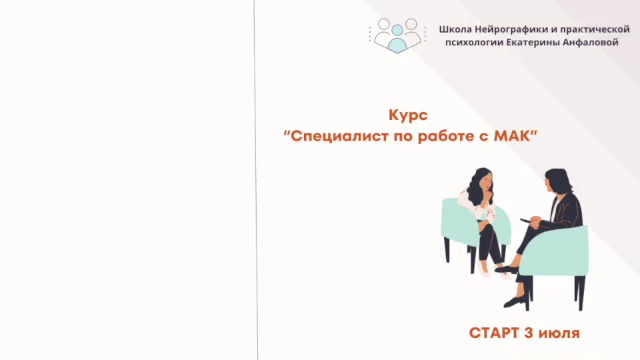 Школа Нейрографики и практической
психологии Екатерины Анфаловой
Курс
“Специалист по работе с МАК”
СТАРТ 3 июля